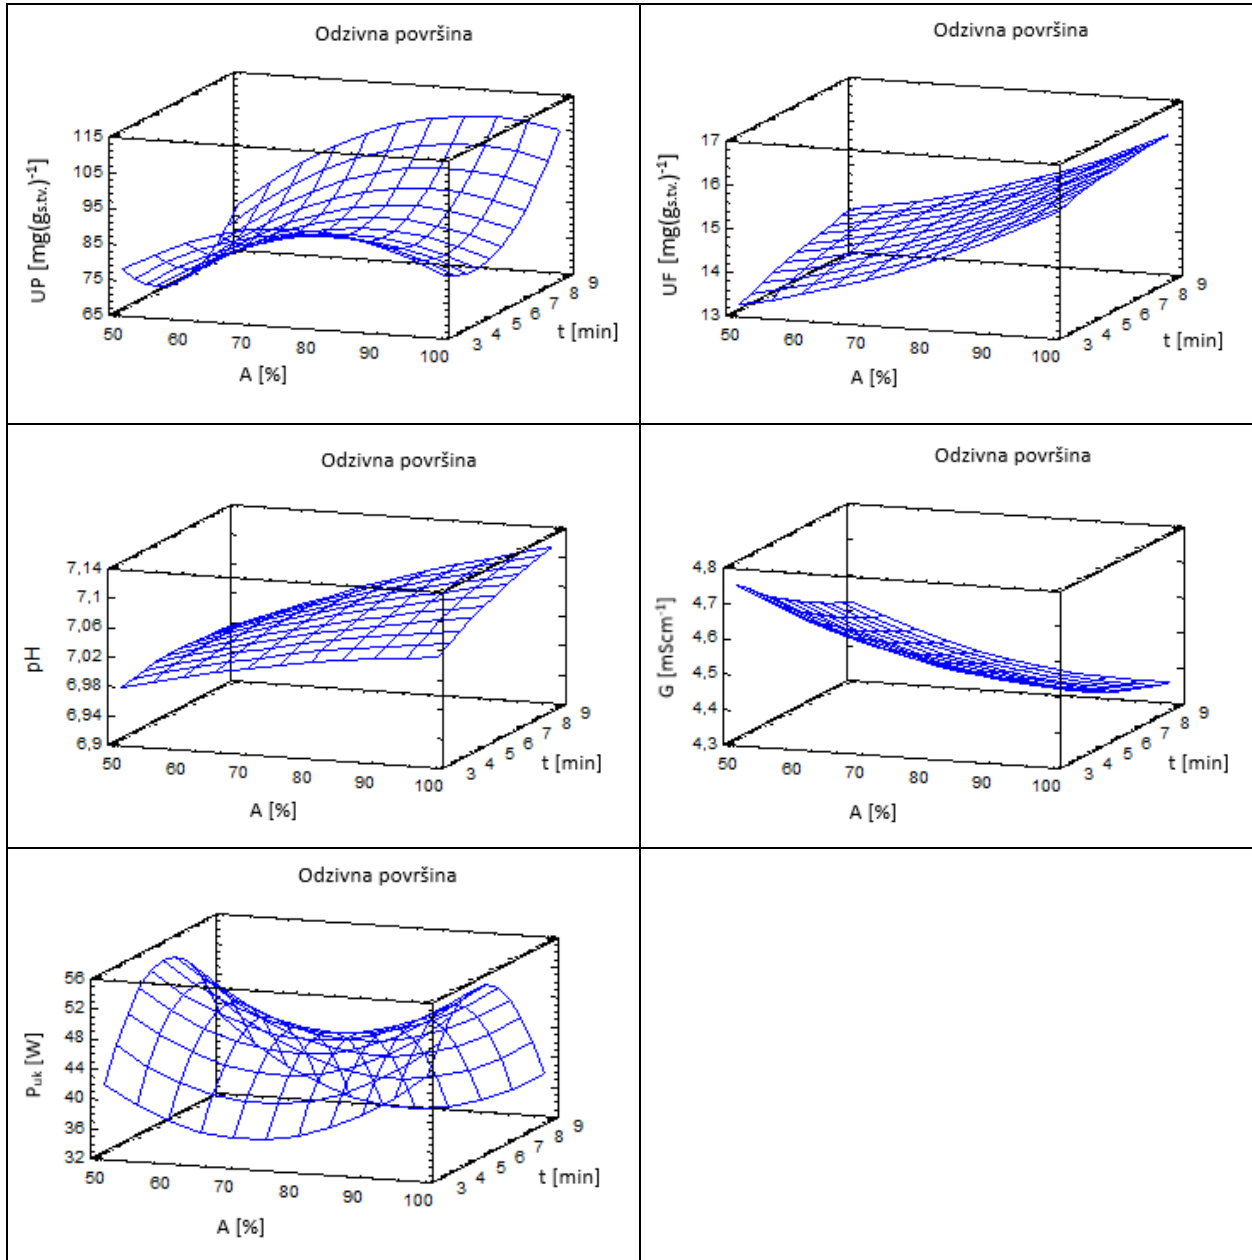 Odzivna površina
115
105
95
85
75
65
UP [mg(gs.tv.)⁻¹]
50 60 70 80 90 100
A [%]
3 4 5 6 7 8 9
t [min]
Odzivna površina
17
16
15
14
13
UF [mg(gs.tv.)⁻¹]
50 60 70 80 90 100
A [%]
3 4 5 6 7 8 9
t [min]
Odzivna površina
7,14
7,1
7,06
7,02
6,98
6,94
6,9
pH
50 60 70 80 90 100
A [%]
3 4 5 6 7 8 9
t [min]
Odzivna površina
4,8
4,7
4,6
4,5
4,4
4,3
G [mScm⁻¹]
50 60 70 80 90 100
A [%]
3 4 5 6 7 8 9
t [min]
Odzivna površina
56
52
48
44
40
36
32
Puk [W]
50 60 70 80 90 100
A [%]
3 4 5 6 7 8 9
t [min]